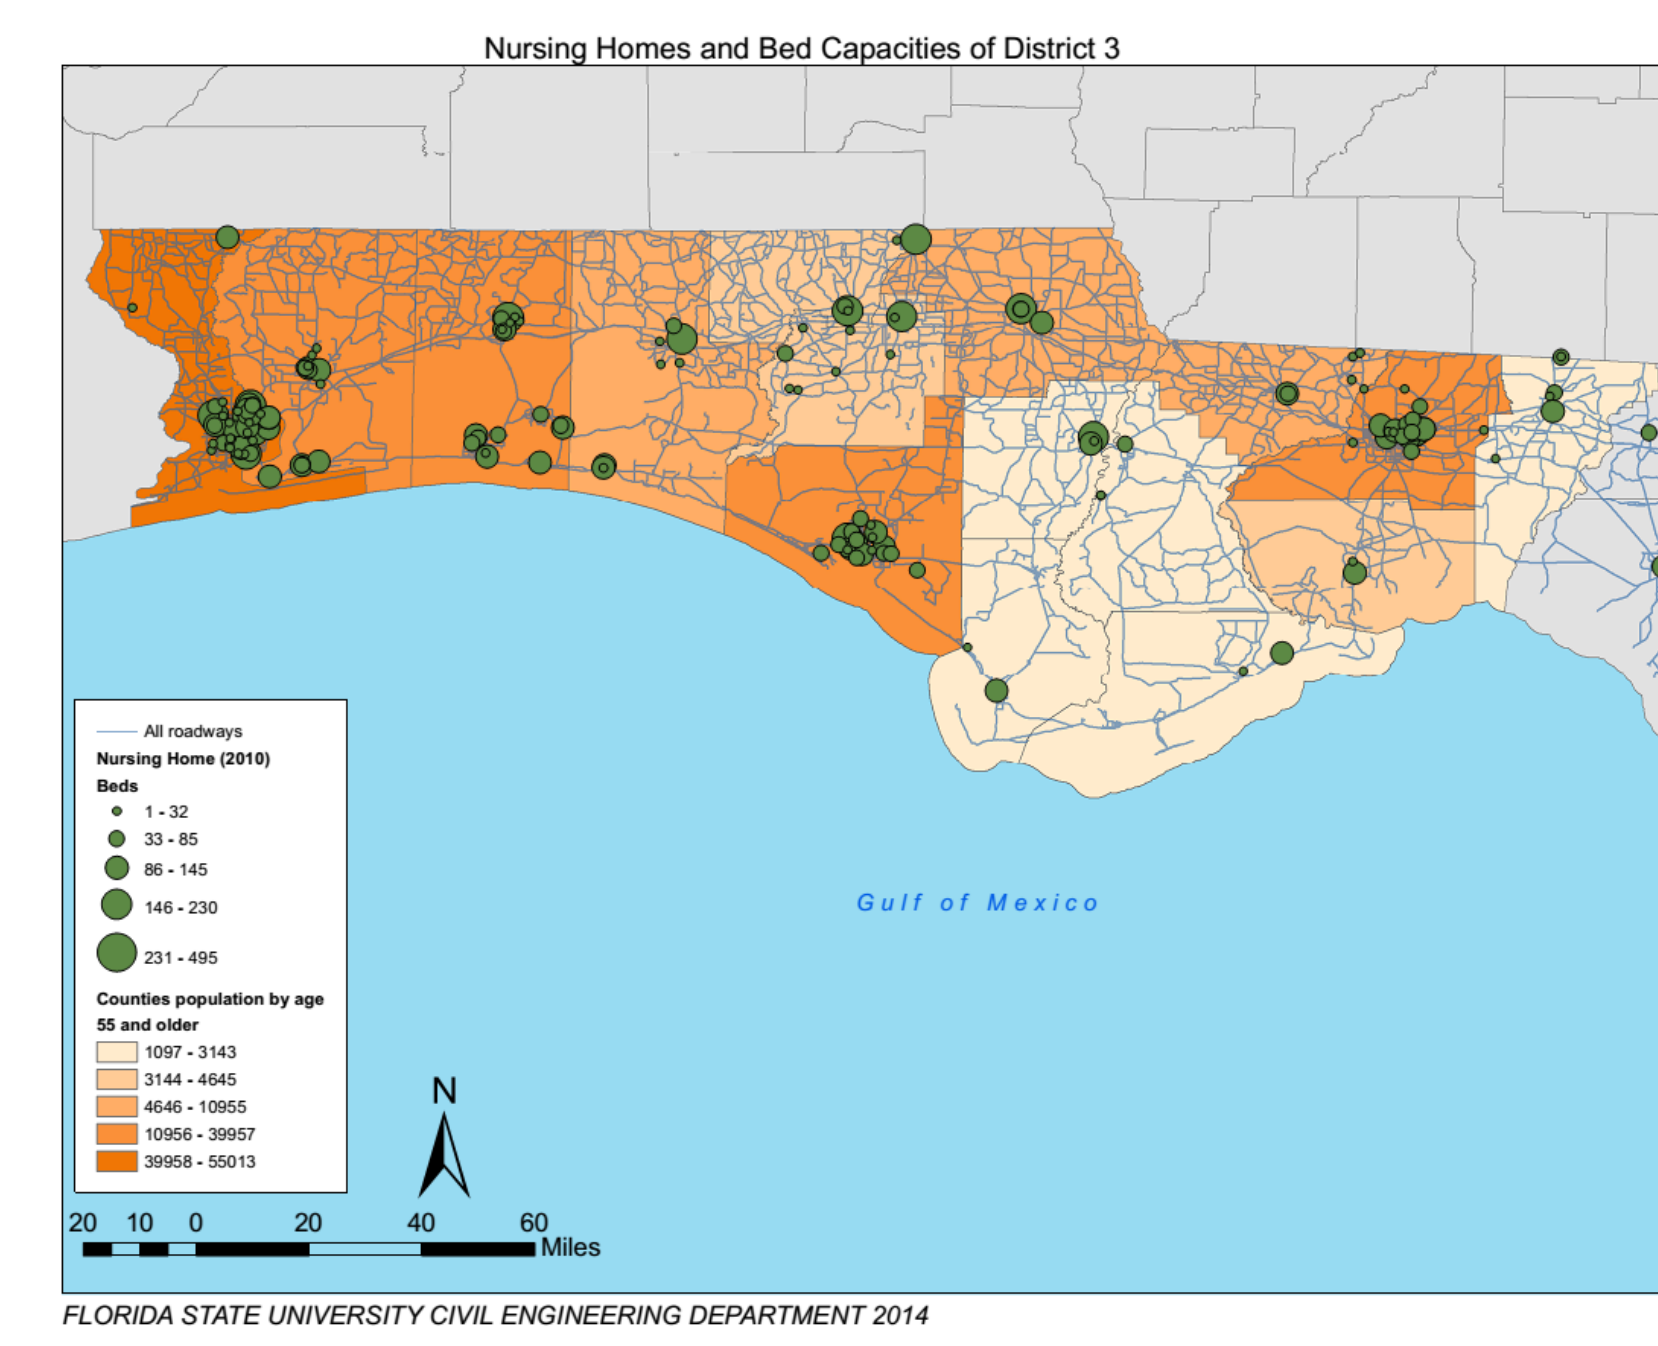 Nursing Homes and Bed Capacities of District 3
All roadways
Nursing Home (2010)
Beds
1 - 32
33 - 85
86 - 145
146 - 230
231 - 495
Counties population by age
55 and older
1097 - 3143
3144 - 4645
4646 - 10955
10956 - 39957
39958 - 55013
Gulf of Mexico
N
20 10 0 20 40 60
Miles
FLORIDA STATE UNIVERSITY CIVIL ENGINEERING DEPARTMENT 2014